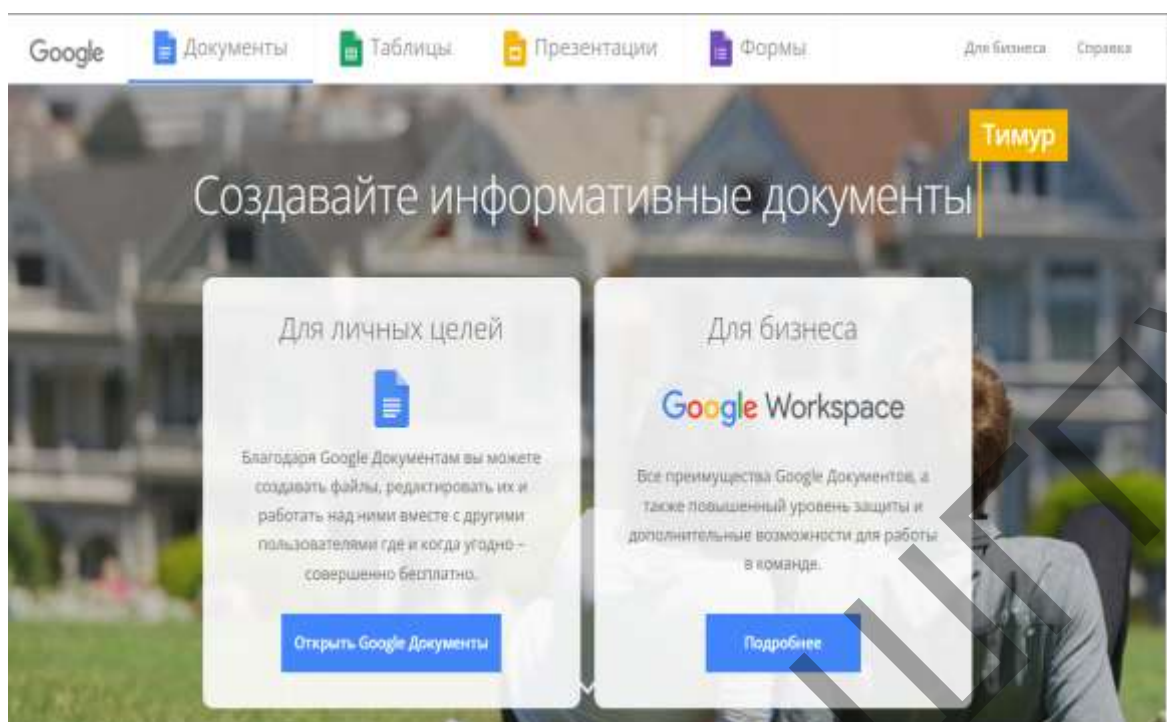 Google Документы Таблицы Презентации Формы Для бизнеса Справка
Тимур
Создавайте информативные документы
Для личных целей
Благодаря Google Документам вы можете
создавать файлы, редактировать их и
работать над ними вместе с другими
пользователями где и когда угодно –
совершенно бесплатно.
Открыть Google Документы
Для бизнеса
Google Workspace
Все преимущества Google Документов, а
также повышенный уровень защиты и
дополнительные возможности для работы
в команде.
Подробнее